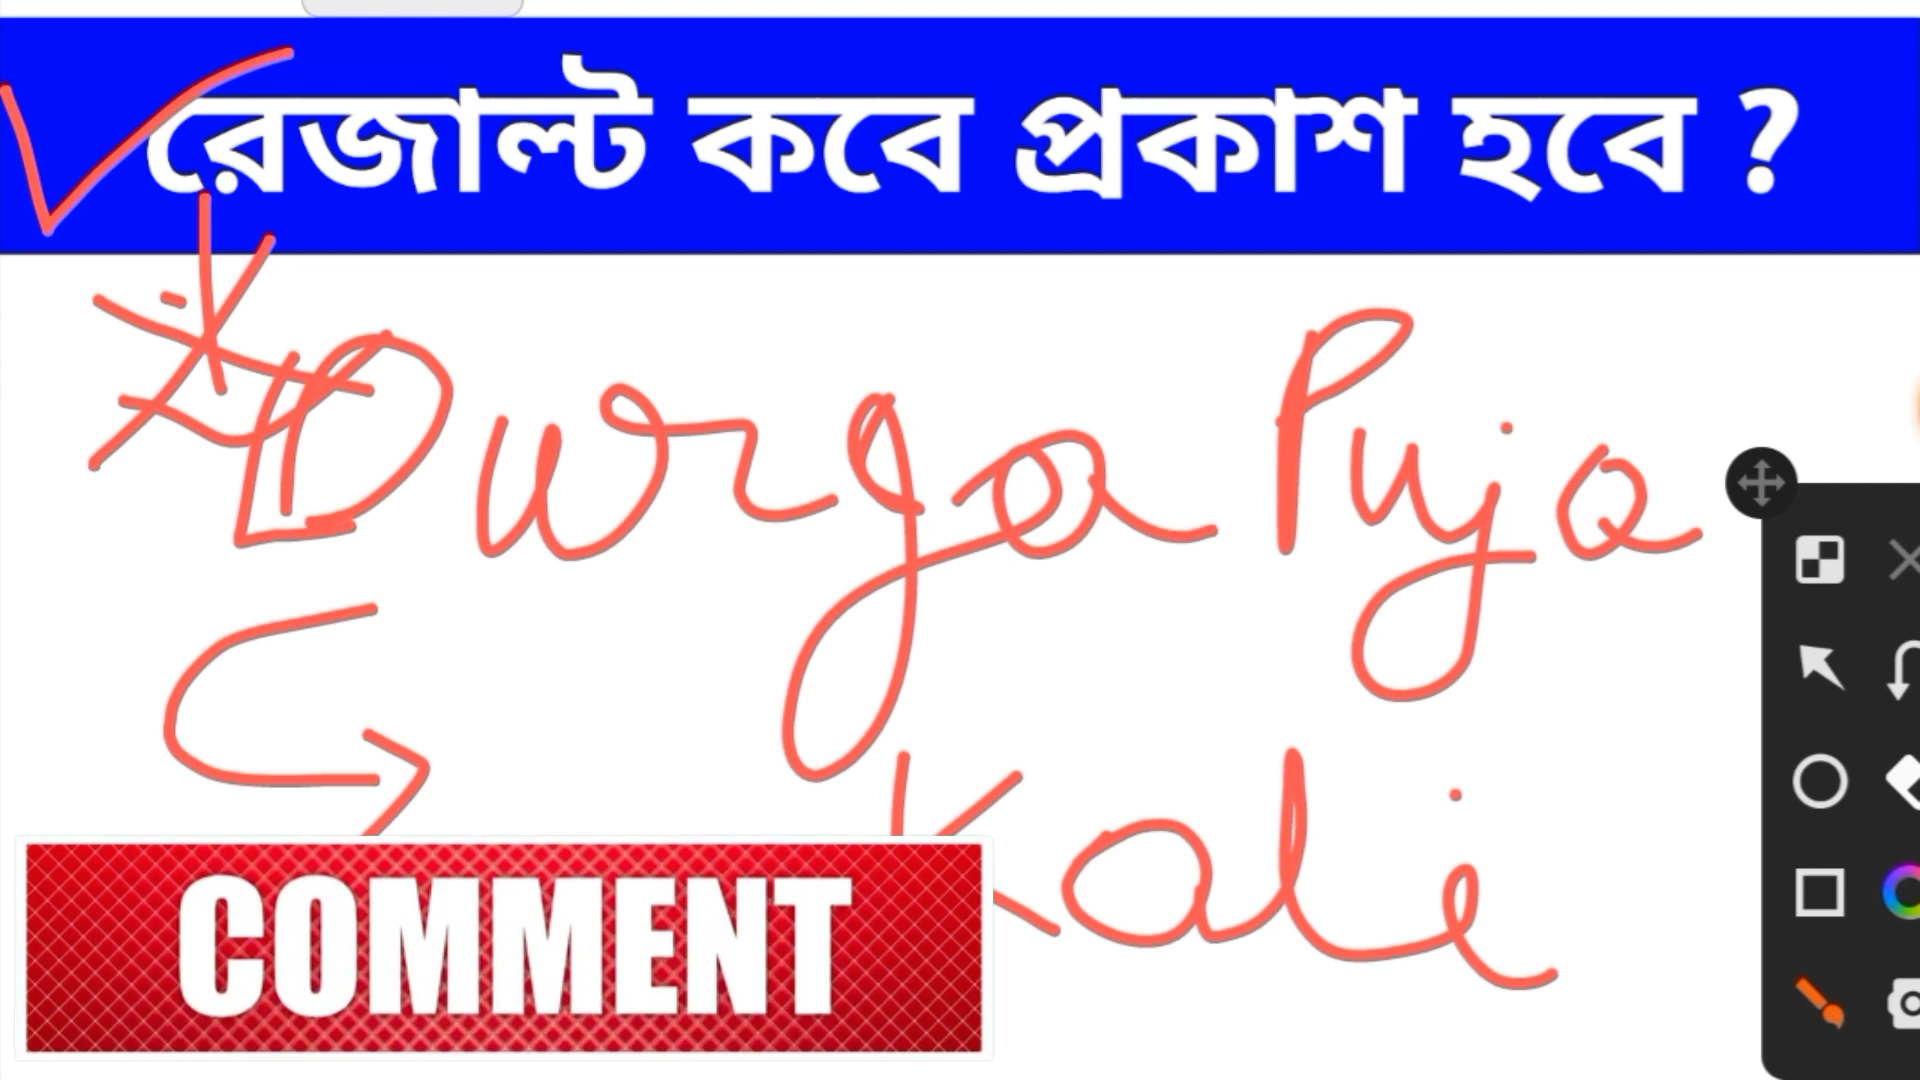 রেজাল্ট কবে প্রকাশ হবে ?
Durga Puja
Kali
COMMENT